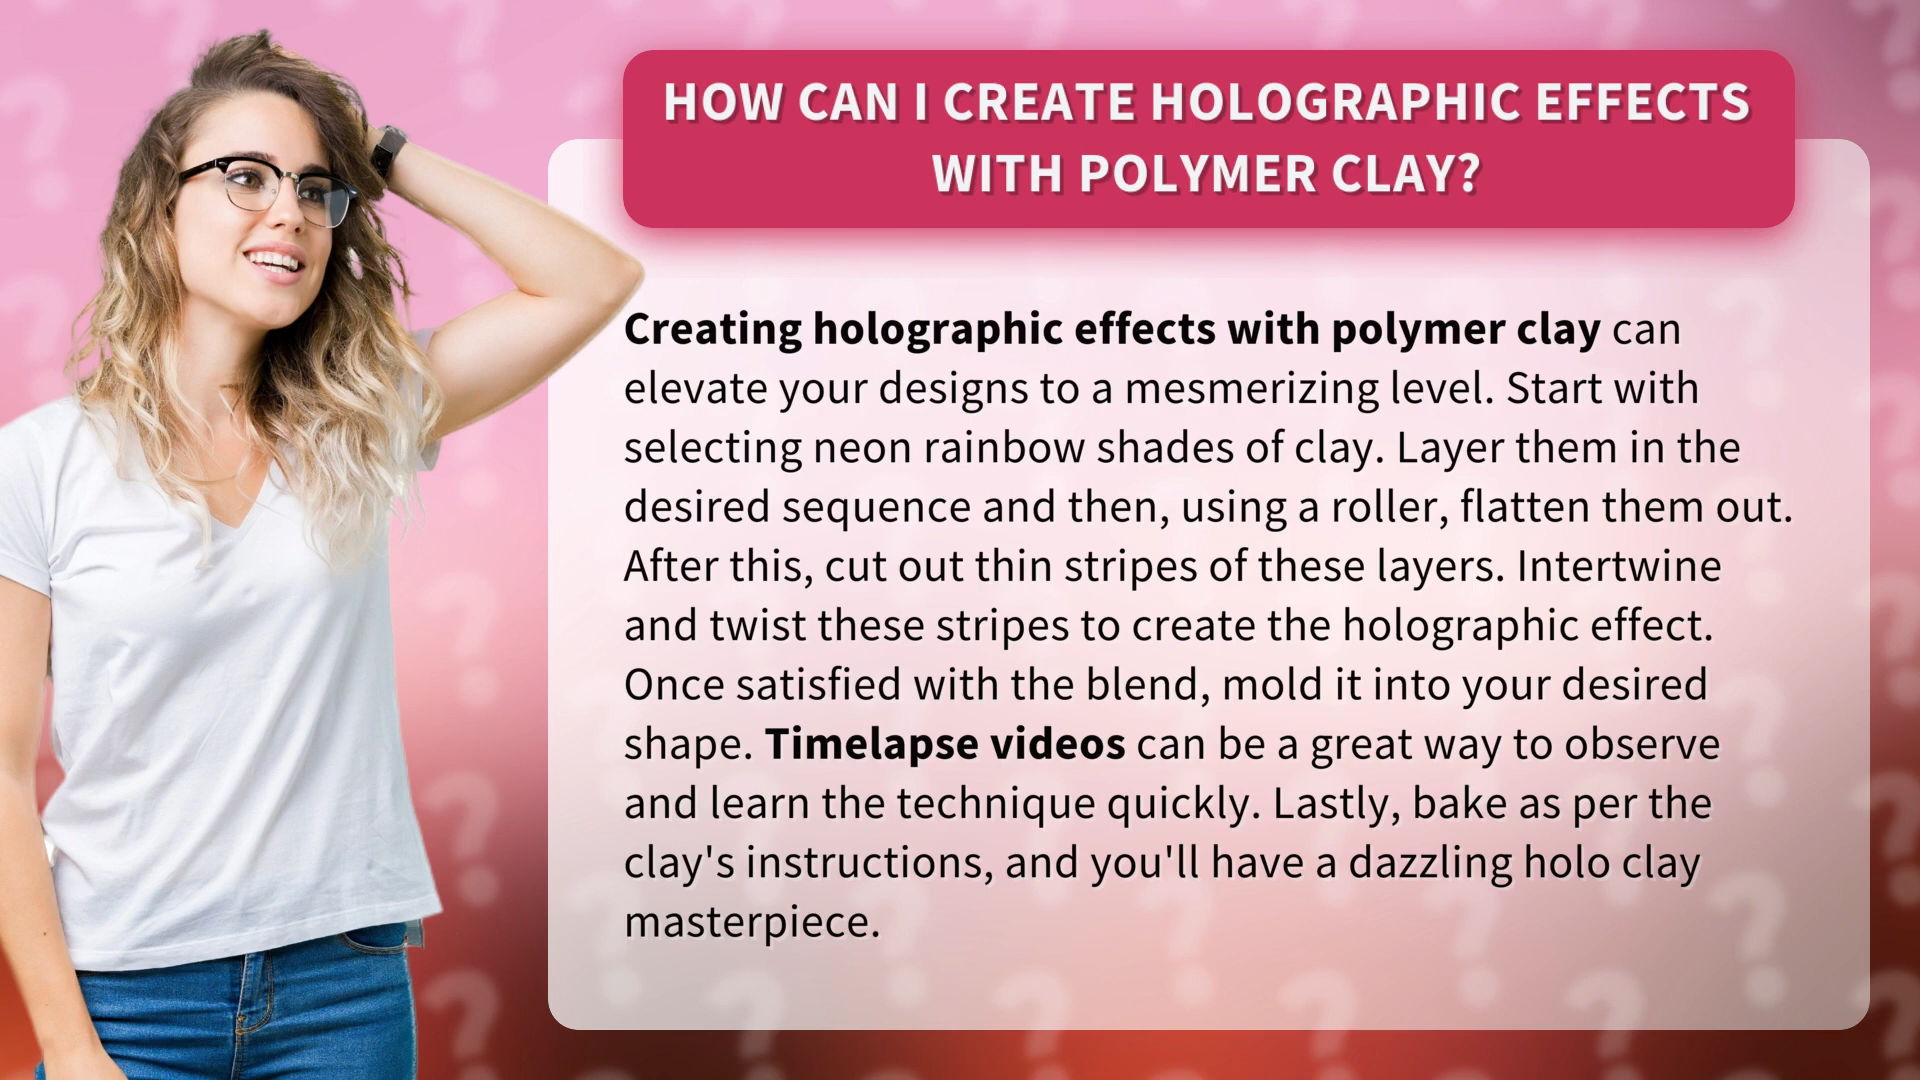 HOW CAN I CREATE HOLOGRAPHIC EFFECTS
WITH POLYMER CLAY?
Creating holographic effects with polymer clay can
elevate your designs to a mesmerizing level. Start with
selecting neon rainbow shades of clay. Layer them in the
desired sequence and then, using a roller, flatten them out.
After this, cut out thin stripes of these layers. Intertwine
and twist these stripes to create the holographic effect.
Once satisfied with the blend, mold it into your desired
shape. Timelapse videos can be a great way to observe
and learn the technique quickly. Lastly, bake as per the
clay's instructions, and you'll have a dazzling holo clay
masterpiece.